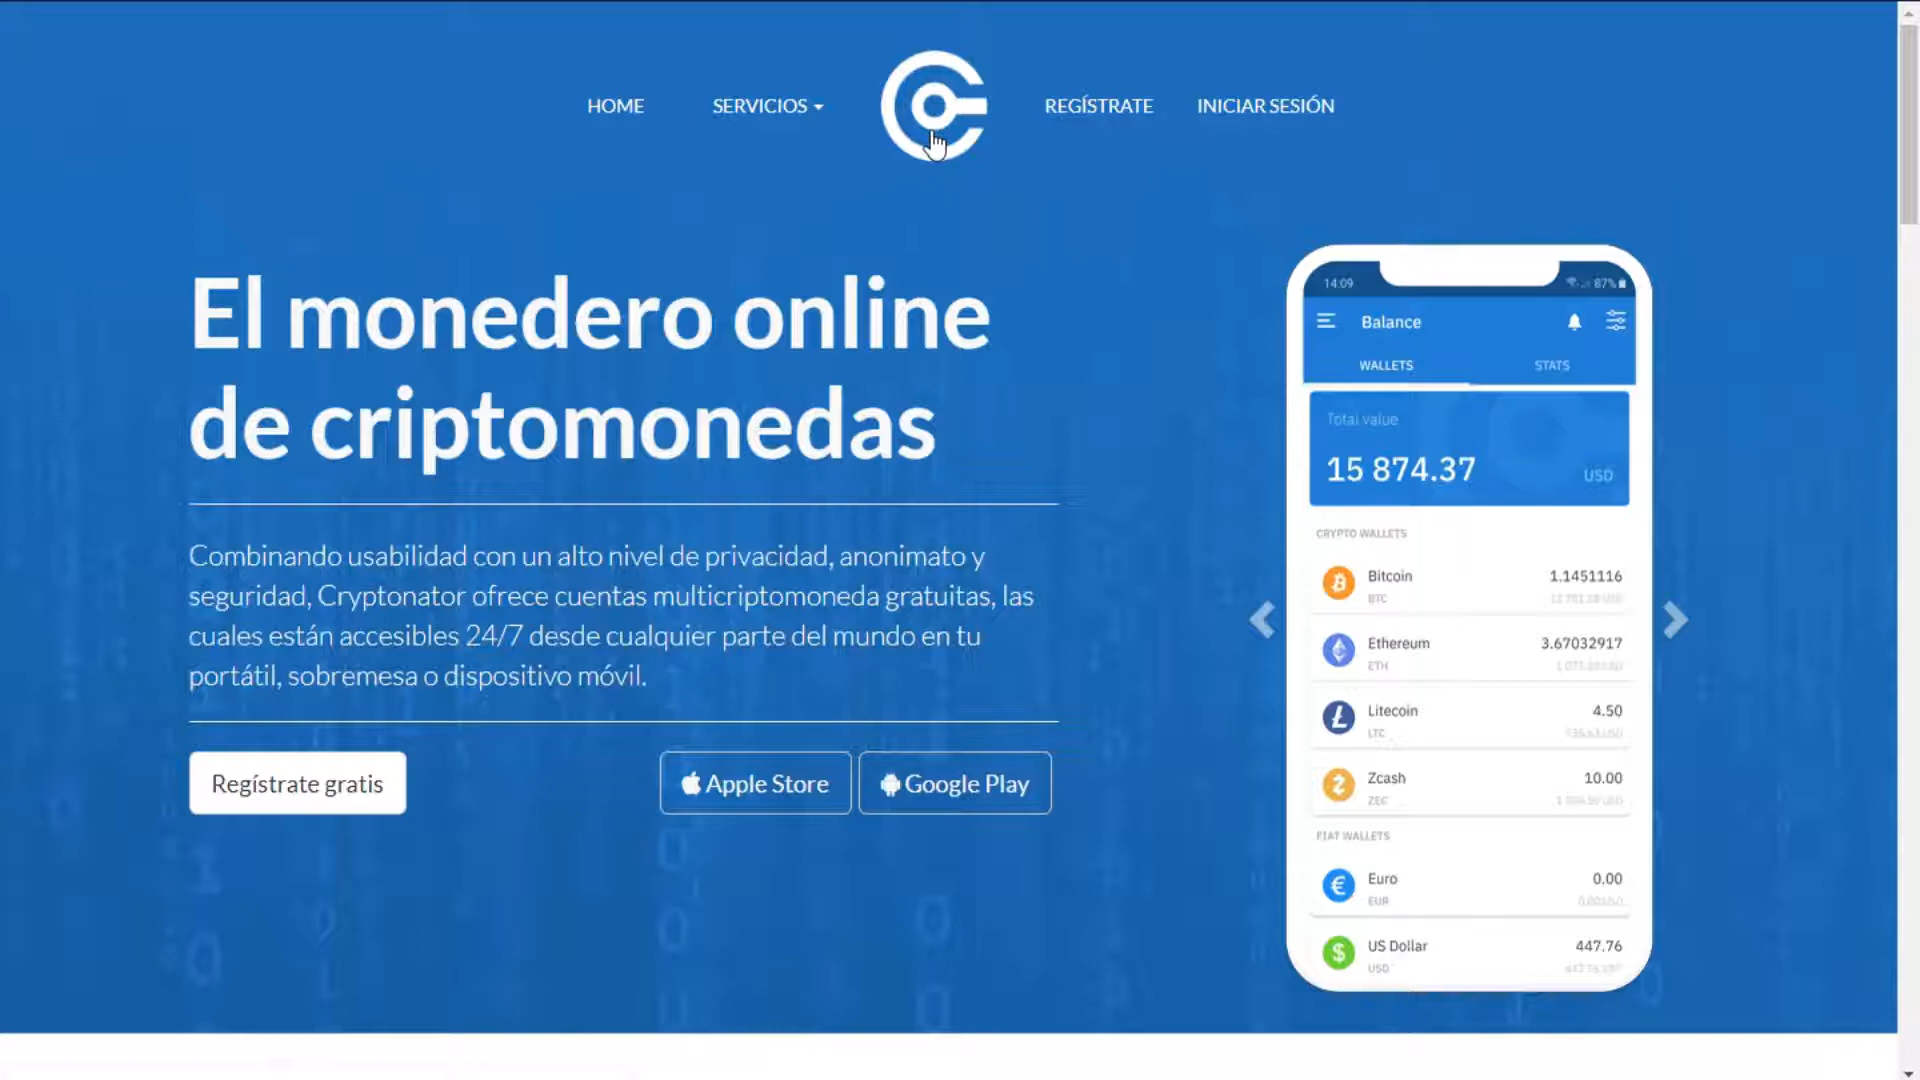 HOME
SERVICIOS
REGÍSTRATE
INICIAR SESIÓN
El monedero online
de criptomonedas
Combinando usabilidad con un alto nivel de privacidad, anonimato y
seguridad, Cryptonator ofrece cuentas multicriptomoneda gratuitas, las
cuales están accesibles 24/7 desde cualquier parte del mundo en tu
portátil, sobremesa o dispositivo móvil.
Regístrate gratis
Apple Store
Google Play
14:09
87%
Balance
WALLETS
STATS
Total value
15 874.37
USD
CRYPTO WALLETS
Bitcoin
1.1451116
BTC
Ethereum
3.67032917
ETH
Litecoin
4.50
LTC
Zcash
10.00
ZEC
FIAT WALLETS
Euro
0.00
EUR
US Dollar
447.76
USD